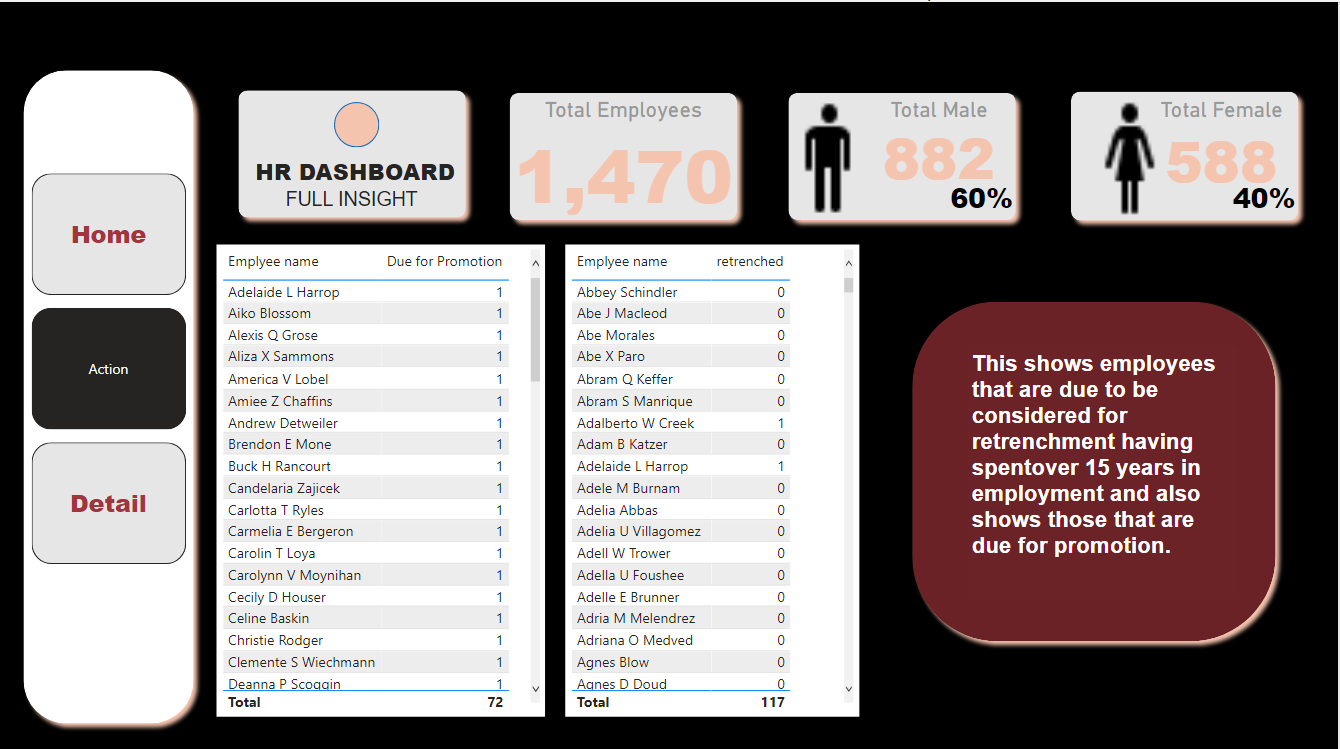 HR DASHBOARD
FULL INSIGHT
Total Employees
1,470
Total Male
882
60%
Total Female
588
40%
Home
Action
Detail
Emplyee name Due for Promotion
Adelaide L Harrop 1
Aiko Blossom 1
Alexis Q Grose 1
Aliza X Sammons 1
America V Lobel 1
Amiee Z Chaffins 1
Andrew Detweiler 1
Brendon E Mone 1
Buck H Rancourt 1
Candelaria Zajicek 1
Carlotta T Ryles 1
Carmelia E Bergeron 1
Carolin T Loya 1
Carolynn V Moynihan 1
Cecily D Houser 1
Celine Baskin 1
Christie Rodger 1
Clemente S Wiechmann 1
Deanna P Scoggin 1
Total 72
Emplyee name retrenched
Abbey Schindler 0
Abe J Macleod 0
Abe Morales 0
Abe X Paro 0
Abram Q Keffer 0
Abram S Manrique 0
Adalberto W Creek 1
Adam B Katzer 0
Adelaide L Harrop 1
Adele M Burnam 0
Adelia Abbas 0
Adelia U Villagomez 0
Adell W Trower 0
Adella U Foushee 0
Adelle E Brunner 0
Adria M Melendrez 0
Adriana O Medved 0
Agnes Blow 0
Agnes D Doud 0
Total 117
This shows employees
that are due to be
considered for
retrenchment having
spentover 15 years in
employment and also
shows those that are
due for promotion.